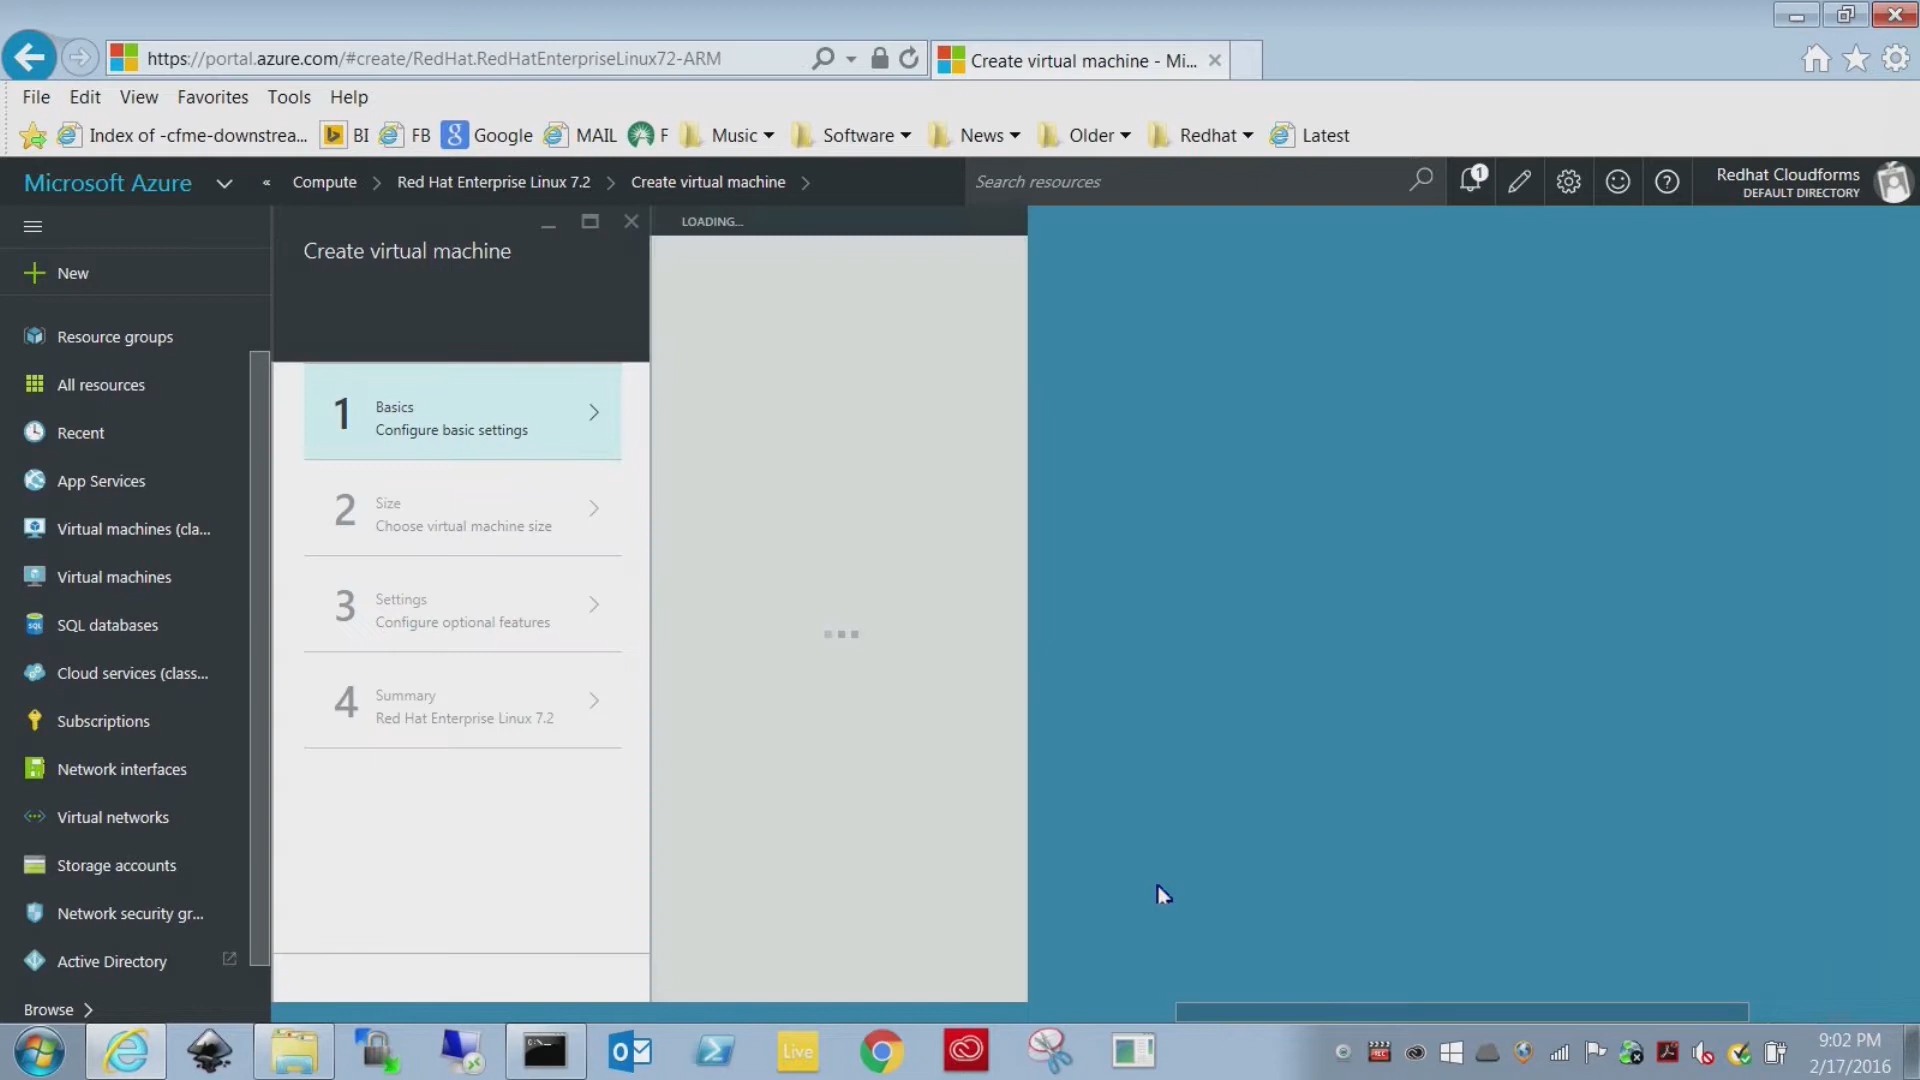 https://portal.azure.com/#create/RedHat.RedHatEnterpriseLinux72-ARM
Create virtual machine - Mi...
File Edit View Favorites Tools Help
Index of -cfme-downstrea... BI FB Google MAIL F Music Software News Older Redhat Latest
Microsoft Azure Compute Red Hat Enterprise Linux 7.2 Create virtual machine Search resources 1 Redhat Cloudforms
DEFAULT DIRECTORY
LOADING...
Create virtual machine
New
Resource groups
All resources
Recent
App Services
Virtual machines (cla...
Virtual machines
SQL databases
Cloud services (class...
Subscriptions
Network interfaces
Virtual networks
Storage accounts
Network security gr...
Active Directory
Browse
1 Basics
Configure basic settings
2 Size
Choose virtual machine size
3 Settings
Configure optional features
4 Summary
Red Hat Enterprise Linux 7.2
Live
9:02 PM
2/17/2016